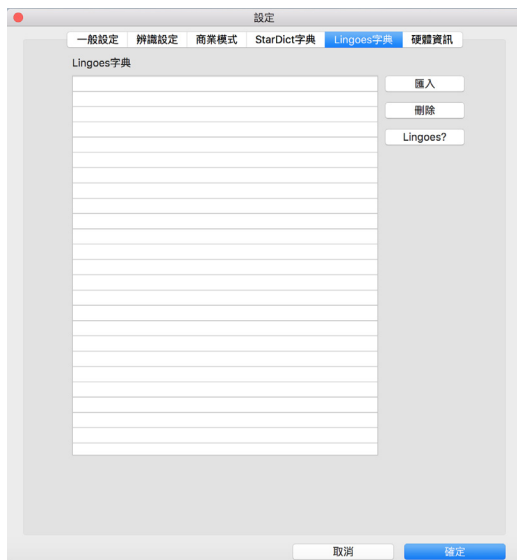 設定
一般設定 辨識設定 商業模式 StarDict字典 Lingoes字典 硬體資訊
Lingoes字典
匯入
刪除
Lingoes?
取消 確定